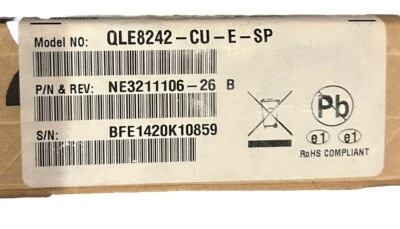 Model NO: QLE8242-CU-E-SP
P/N & REV: NE3211106-26 B
S/N: BFE1420K10859
Pb
e1 e1
RoHS COMPLIANT